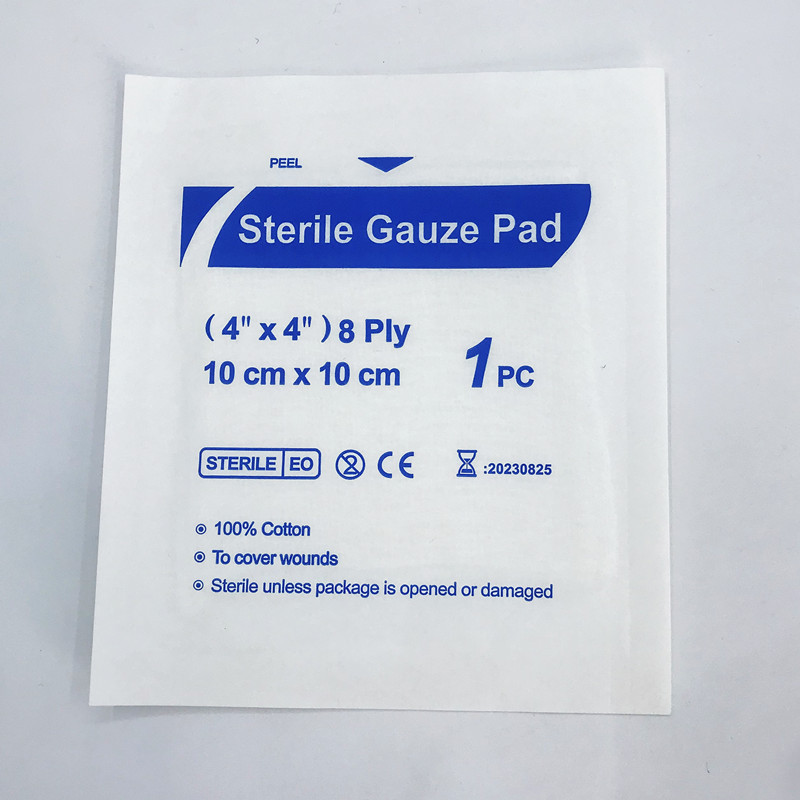 PEEL
Sterile Gauze Pad
(4" x 4") 8 Ply
10 cm x 10 cm
1 PC
STERILE EO 2 CE :20230825
100% Cotton
To cover wounds
Sterile unless package is opened or damaged